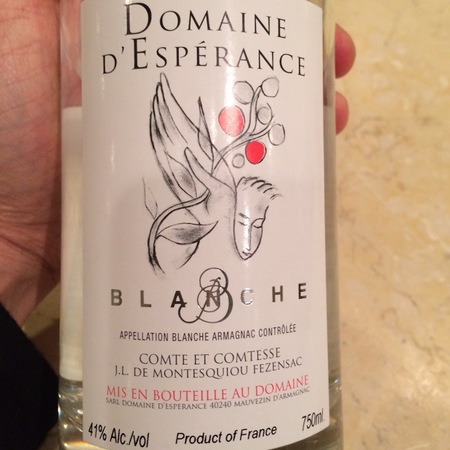 DOMAINE
D'ESPÉRANCE
BLANCHE
B
APPELLATION BLANCHE ARMAGNAC CONTRÔLÉE
COMTE ET COMTESSE
J.L. DE MONTESQUIOU FEZENSAC
MIS EN BOUTEILLE AU DOMAINE
SARL DOMAINE D'ESPERANCE 40240 MAUVEZIN D'ARMAGNAC
41% Alc./vol Product of France 750ml